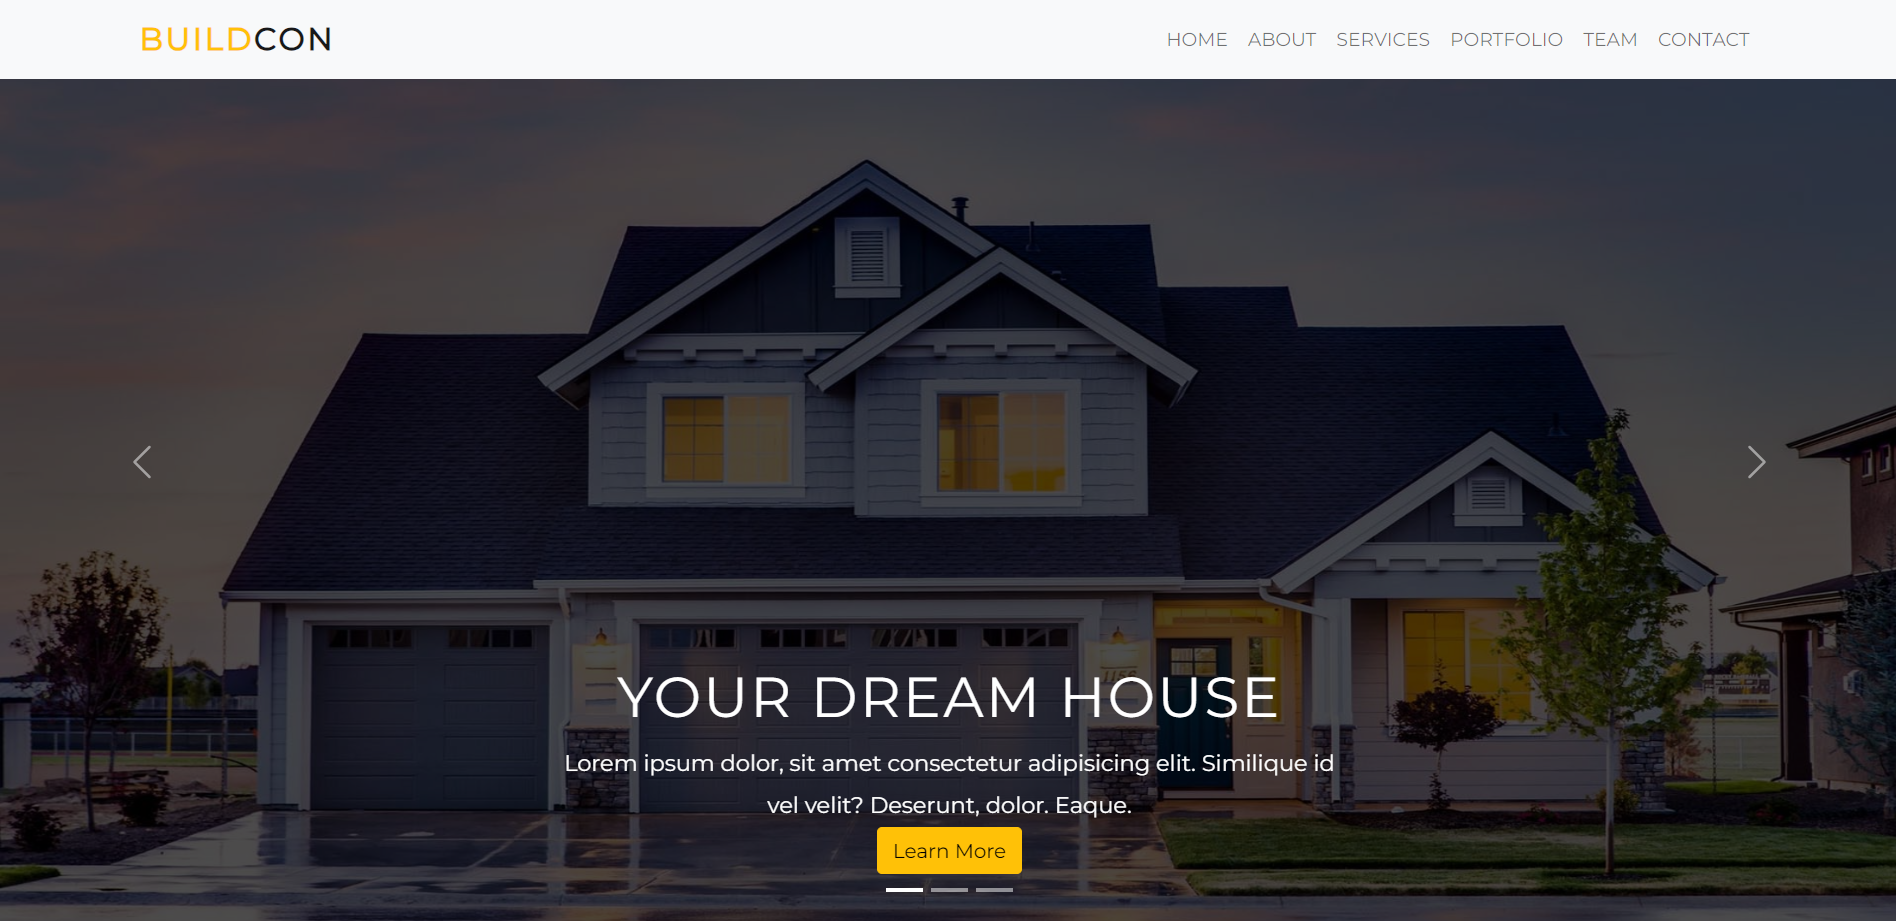 BUILDCON
HOME ABOUT SERVICES PORTFOLIO TEAM CONTACT
YOUR DREAM HOUSE
Lorem ipsum dolor, sit amet consectetur adipisicing elit. Similique id
vel velit? Deserunt, dolor. Eaque.
Learn More